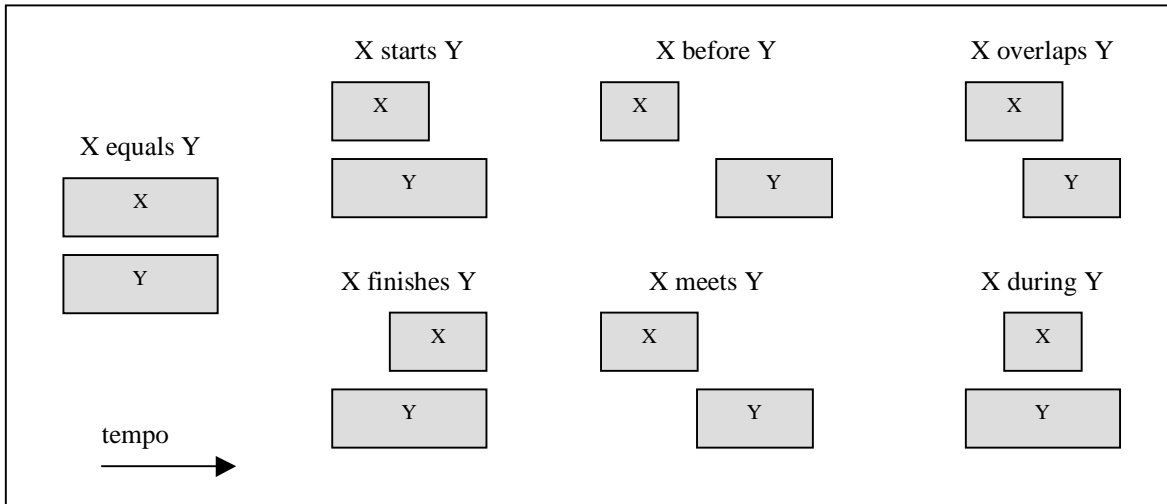 X equals Y
X
Y
X starts Y
X
Y
X before Y
X
Y
X overlaps Y
X
Y
X finishes Y
X
Y
X meets Y
X
Y
X during Y
X
Y
tempo